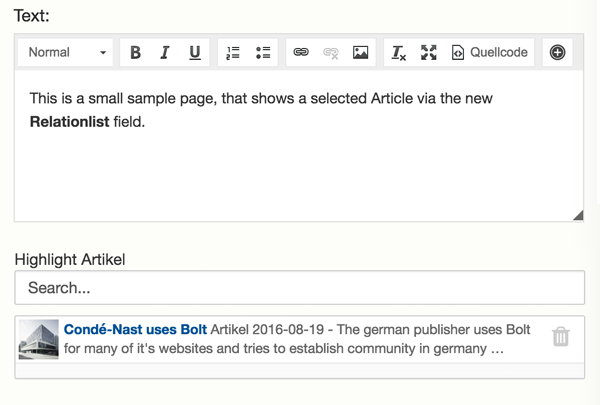 Text:
Normal B I U Quellcode
This is a small sample page, that shows a selected Article via the new
Relationlist field.
Highlight Artikel
Search...
Condé-Nast uses Bolt Artikel 2016-08-19 - The german publisher uses Bolt
for many of it's websites and tries to establish community in germany …